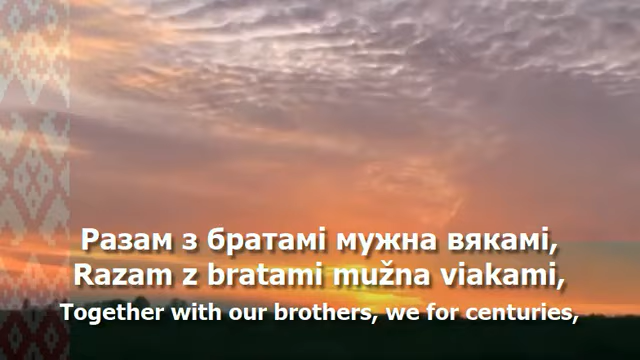 Разам з братамі мужна вякамі,
Razam z bratami mužna viakami,
Together with our brothers, we for centuries,